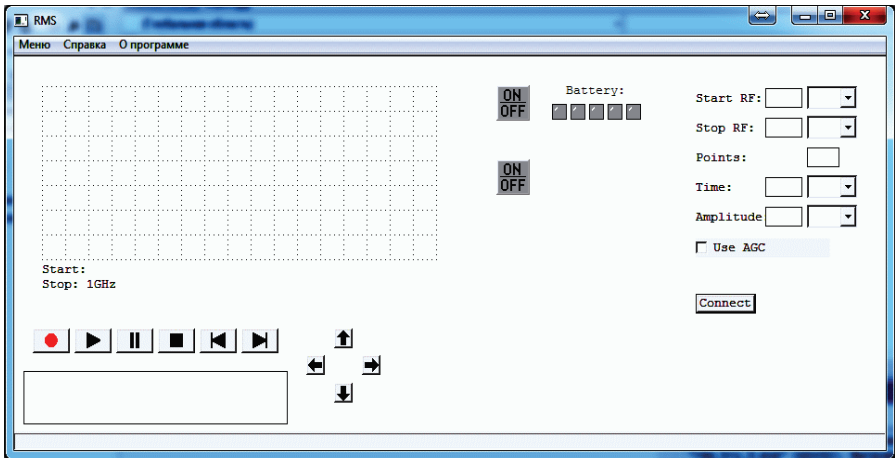 RMS
Меню Справка О программе
ON
OFF
Battery:
ON
OFF
Start RF:
Stop RF:
Points:
Time:
Amplitude
Use AGC
Connect
Start:
Stop: 1GHz